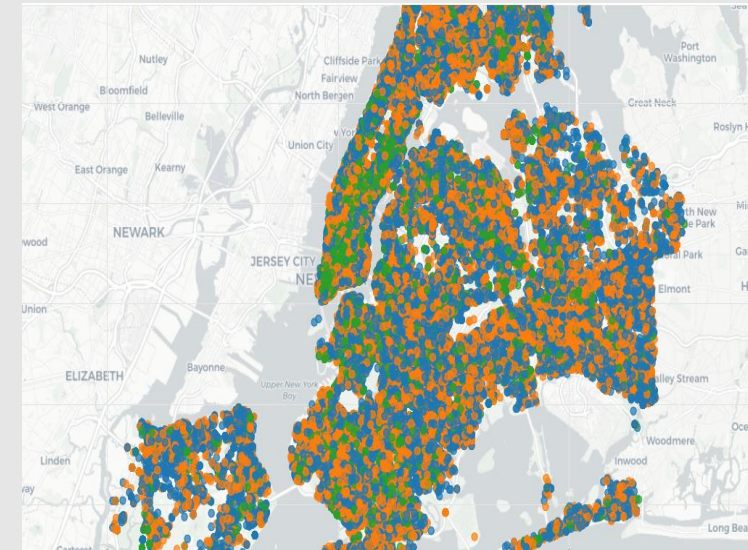 Port
Washington
Nutley
Cliffside Park
Fairview
Bloomfield
North Bergen
Great Neck
West Orange
Belleville
Roslyn
Union City
East Orange
Kearny
NEWARK
Park
JERSEY CITY
Park
Elmont
Union
ELIZABETH
Bayonne
Upper New York
Bay
Valley Stream
Woodmere
Linden
Inwood
Long Bea